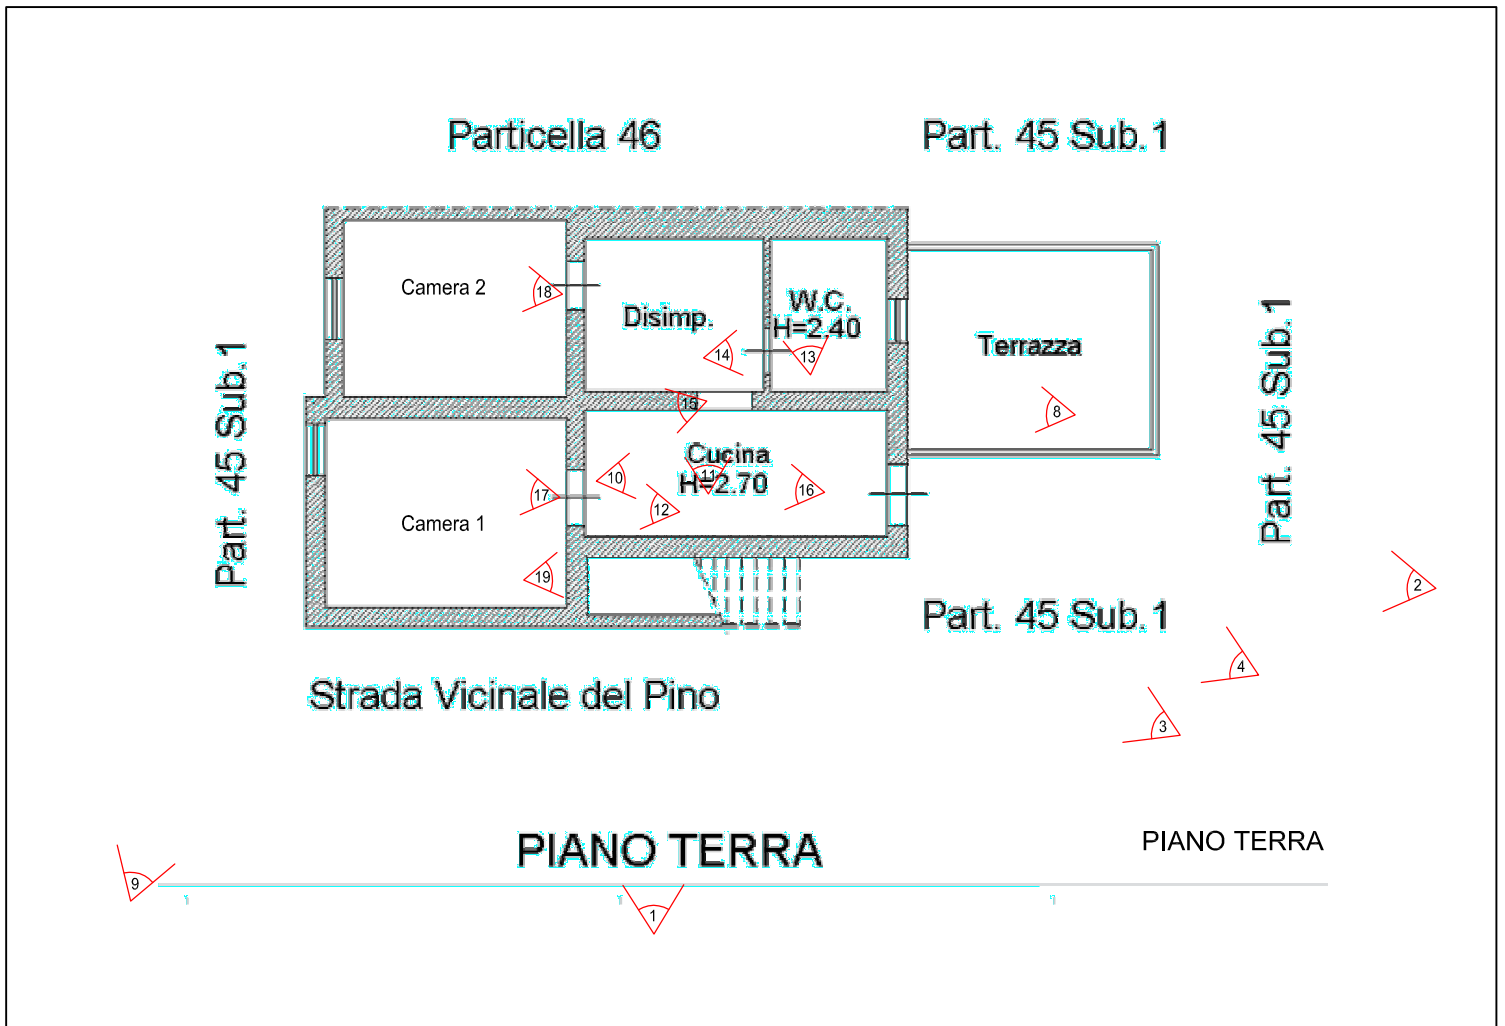 Particella 46
Part. 45 Sub.1
Camera 2
18
Disimp.
W.C.
H=2.40
14
13
Terrazza
Part. 45 Sub.1
Part. 45 Sub.1
15
8
Cucina
H=2.70
10
11
12
16
17
Camera 1
19
2
Part. 45 Sub.1
4
Strada Vicinale del Pino
3
PIANO TERRA
PIANO TERRA
9
1